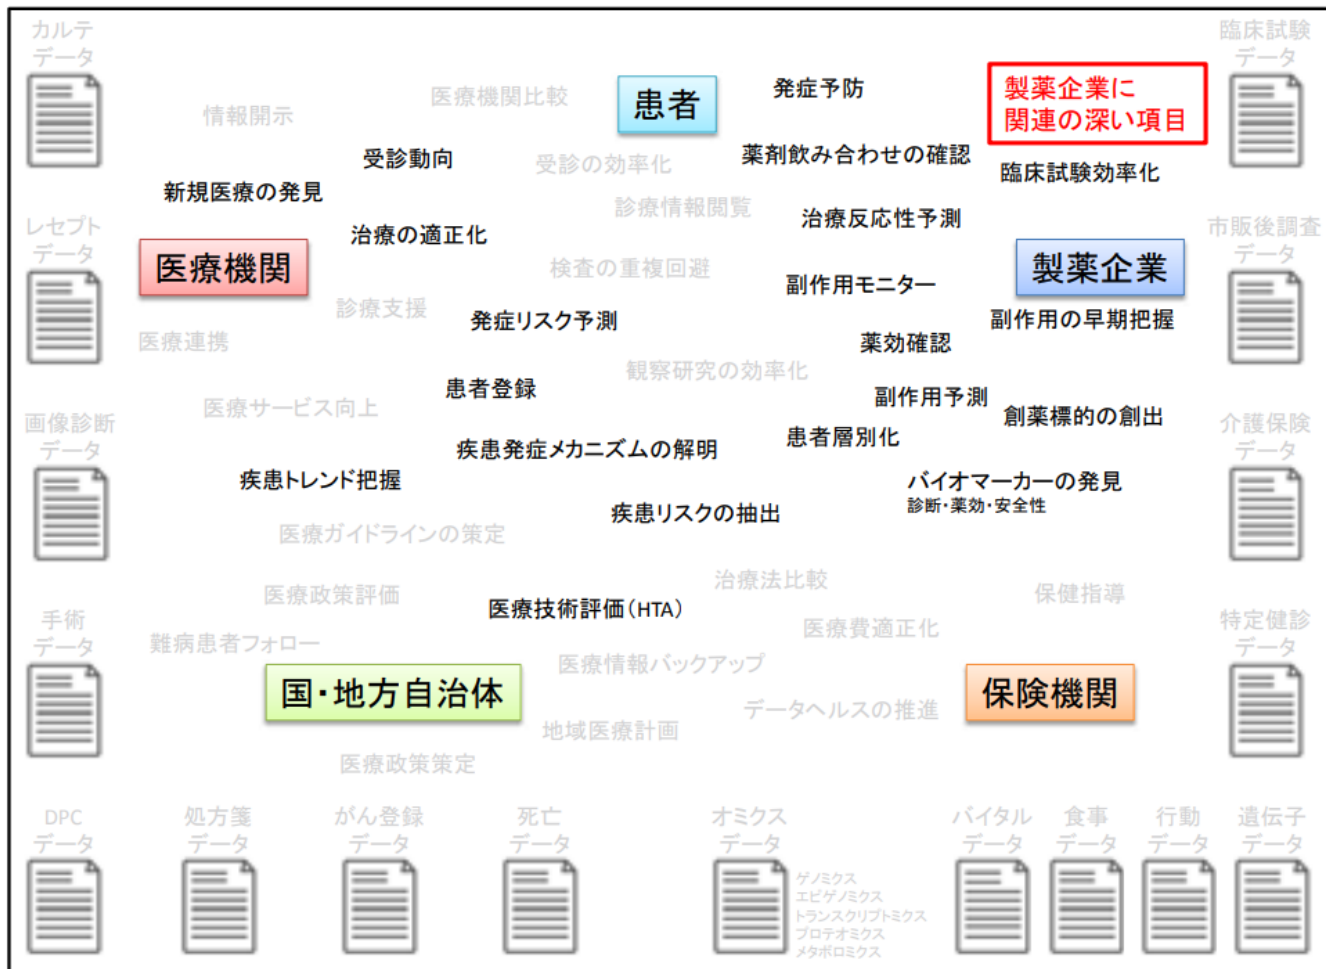 カルテ
データ
臨床試験
データ
医療機関比較
患者
発症予防
製薬企業に
関連の深い項目
情報開示
受診動向
受診の効率化
薬剤飲み合わせの確認
臨床試験効率化
新規医療の発見
診療情報閲覧
治療反応性予測
レセプト
データ
治療の適正化
市販後調査
データ
医療機関
検査の重複回避
副作用モニター
製薬企業
診療支援
発症リスク予測
副作用の早期把握
医療連携
薬効確認
観察研究の効率化
患者登録
副作用予測
医療サービス向上
創薬標的の創出
画像診断
データ
患者層別化
介護保険
データ
疾患発症メカニズムの解明
疾患トレンド把握
バイオマーカーの発見
診断・薬効・安全性
疾患リスクの抽出
医療ガイドラインの策定
治療法比較
医療政策評価
保健指導
医療技術評価（HTA）
手術
データ
医療費適正化
特定健診
データ
難病患者フォロー
医療情報バックアップ
国・地方自治体
保険機関
データヘルスの推進
地域医療計画
医療政策策定
DPC
データ
処方箋
データ
がん登録
データ
死亡
データ
オミクス
データ
ゲノミクス
エピゲノミクス
トランスクリプトミクス
プロテオミクス
メタボロミクス
バイタル
データ
食事
データ
行動
データ
遺伝子
データ